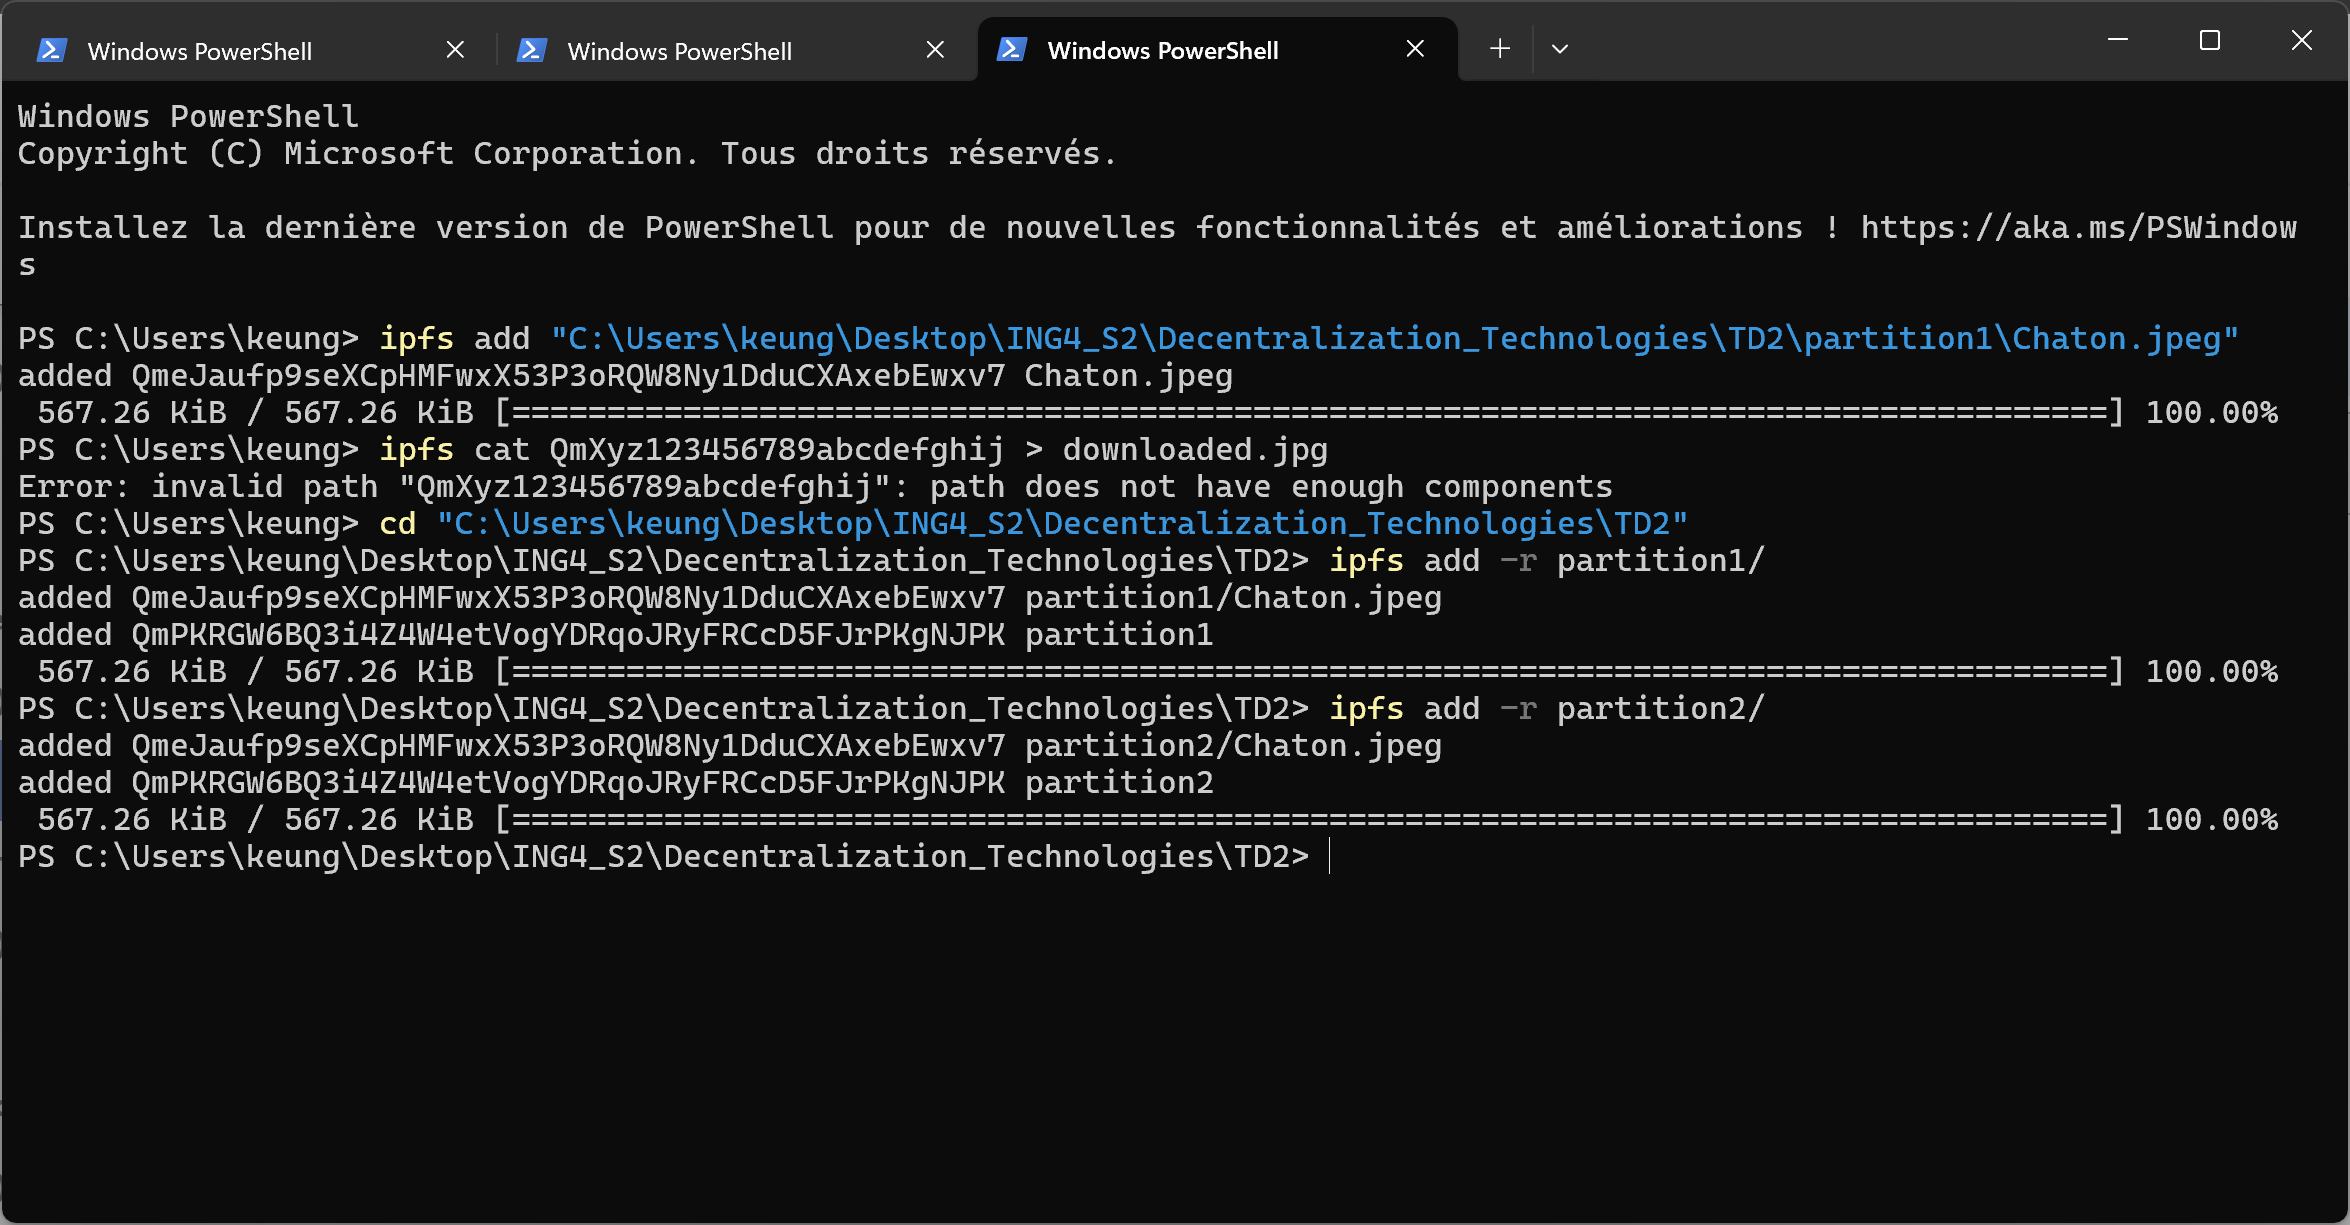 Windows PowerShell
Windows PowerShell
Windows PowerShell
Windows PowerShell
Copyright (C) Microsoft Corporation. Tous droits réservés.
Installez la dernière version de PowerShell pour de nouvelles fonctionnalités et améliorations ! https://aka.ms/PSWindow
s
PS C:\Users\keung> ipfs add "C:\Users\keung\Desktop\ING4_S2\Decentralization_Technologies\TD2\partition1\Chaton.jpeg"
added QmeJaufp9seXCpHMFwxX53P3oRQW8Ny1DduCXAxebEwxv7 Chaton.jpeg
 567.26 KiB / 567.26 KiB [====================================================================================] 100.00%
PS C:\Users\keung> ipfs cat QmXyz123456789abcdefghij > downloaded.jpg
Error: invalid path "QmXyz123456789abcdefghij": path does not have enough components
PS C:\Users\keung> cd "C:\Users\keung\Desktop\ING4_S2\Decentralization_Technologies\TD2"
PS C:\Users\keung\Desktop\ING4_S2\Decentralization_Technologies\TD2> ipfs add -r partition1/
added QmeJaufp9seXCpHMFwxX53P3oRQW8Ny1DduCXAxebEwxv7 partition1/Chaton.jpeg
added QmPKRGW6BQ3i4Z4W4etVogYDRqoJRyFRCcD5FJrPKgNJPK partition1
 567.26 KiB / 567.26 KiB [====================================================================================] 100.00%
PS C:\Users\keung\Desktop\ING4_S2\Decentralization_Technologies\TD2> ipfs add -r partition2/
added QmeJaufp9seXCpHMFwxX53P3oRQW8Ny1DduCXAxebEwxv7 partition2/Chaton.jpeg
added QmPKRGW6BQ3i4Z4W4etVogYDRqoJRyFRCcD5FJrPKgNJPK partition2
 567.26 KiB / 567.26 KiB [====================================================================================] 100.00%
PS C:\Users\keung\Desktop\ING4_S2\Decentralization_Technologies\TD2>